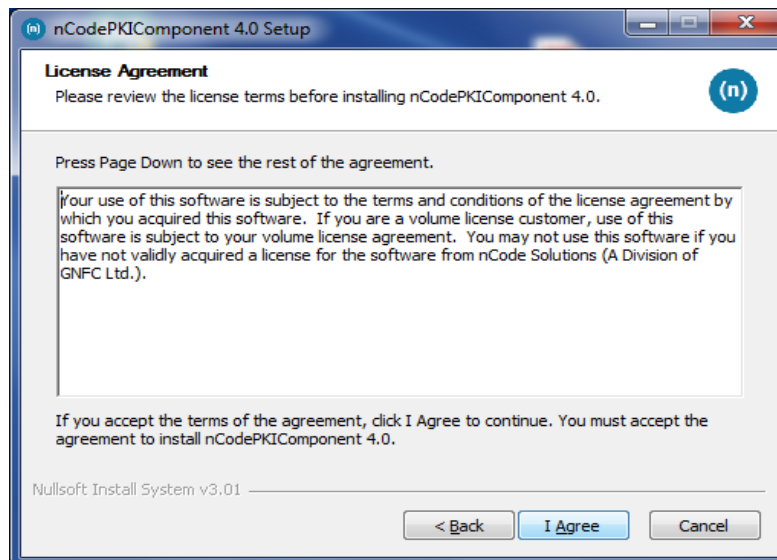 (n) nCodePKIComponent 4.0 Setup
License Agreement
Please review the license terms before installing nCodePKIComponent 4.0.
(n)
Press Page Down to see the rest of the agreement.
Your use of this software is subject to the terms and conditions of the license agreement by
which you acquired this software.  If you are a volume license customer, use of this
software is subject to your volume license agreement.  You may not use this software if you
have not validly acquired a license for the software from nCode Solutions (A Division of
GNFC Ltd.).
If you accept the terms of the agreement, click I Agree to continue. You must accept the
agreement to install nCodePKIComponent 4.0.
Nullsoft Install System v3.01
< Back
I Agree
Cancel